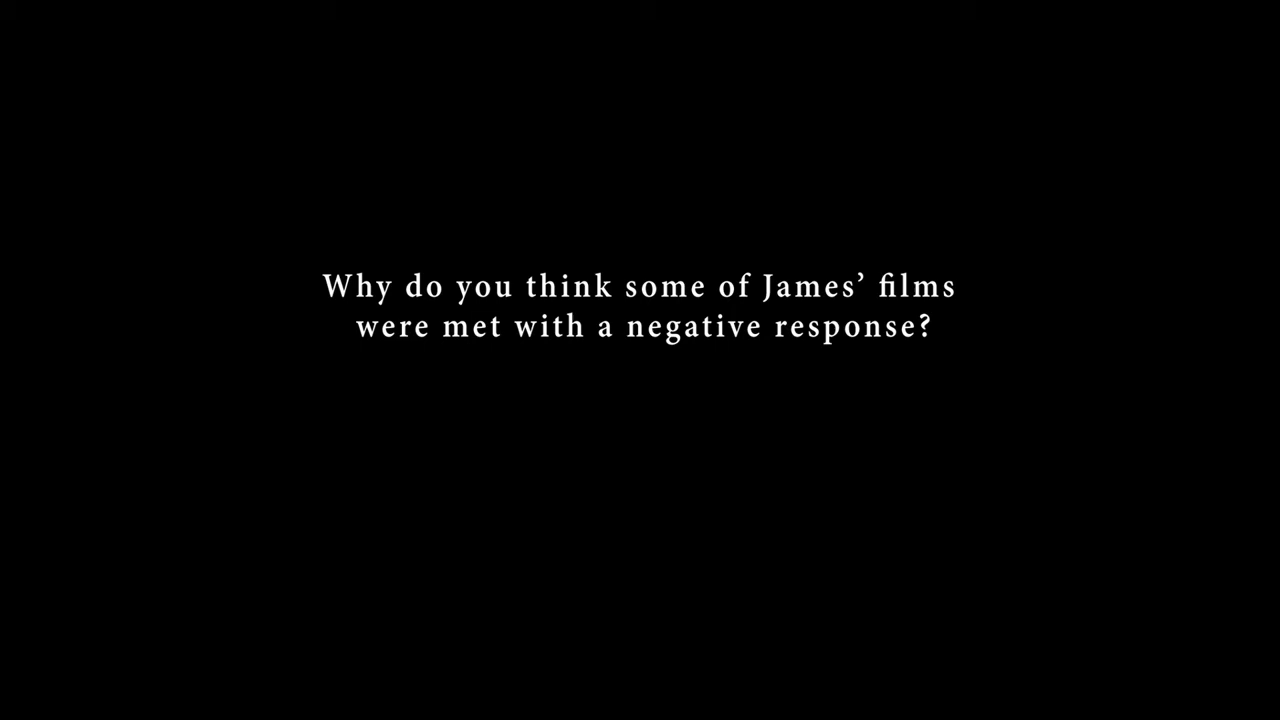 Why do you think some of James’ films
were met with a negative response?